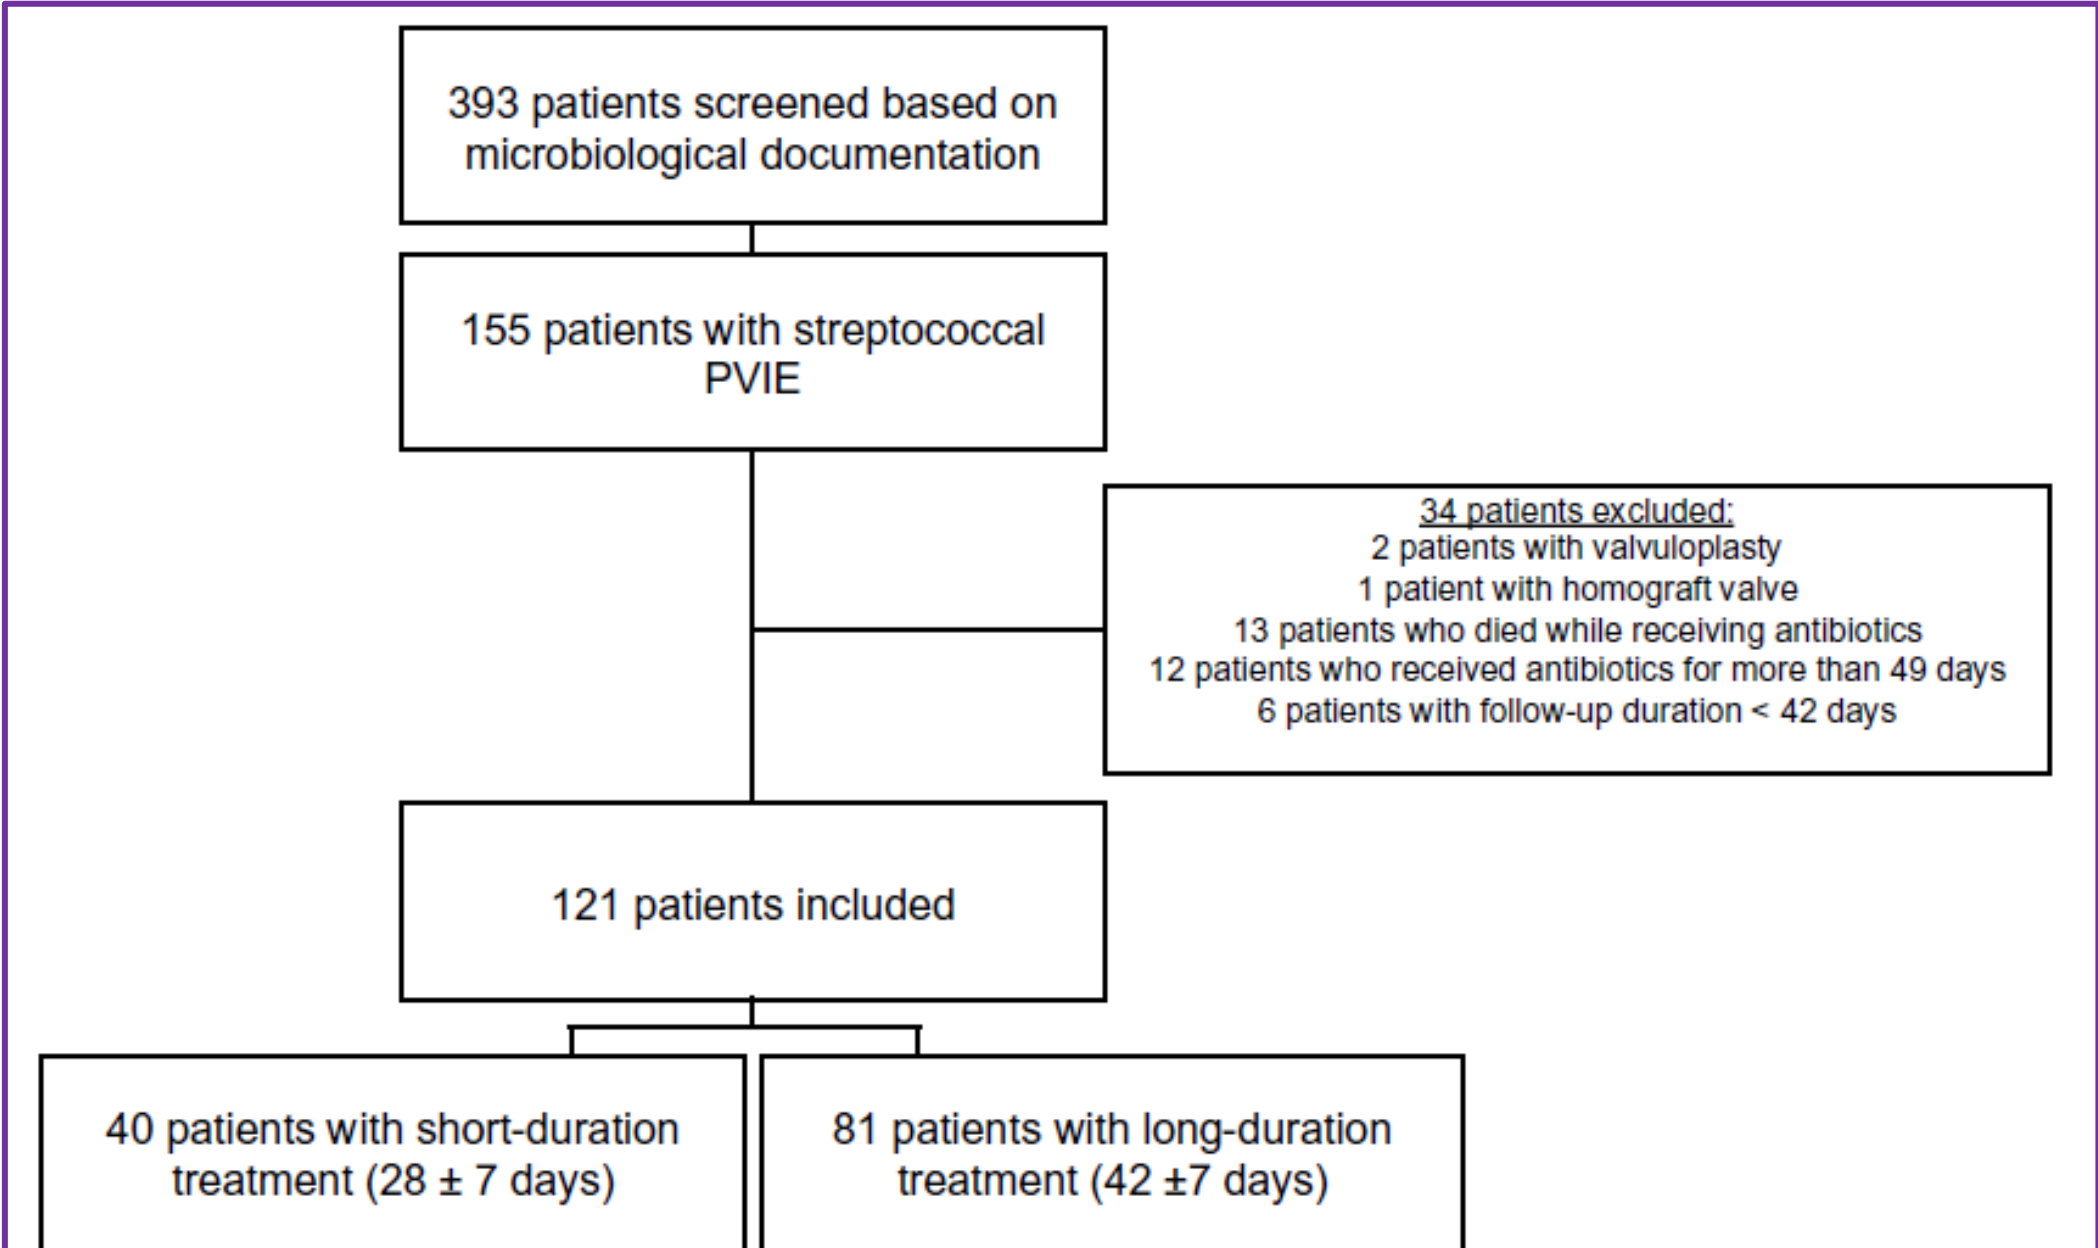 393 patients screened based on
microbiological documentation
155 patients with streptococcal
PVIE
34 patients excluded:
2 patients with valvuloplasty
1 patient with homograft valve
13 patients who died while receiving antibiotics
12 patients who received antibiotics for more than 49 days
6 patients with follow-up duration < 42 days
121 patients included
40 patients with short-duration
treatment (28 ± 7 days)
81 patients with long-duration
treatment (42 ±7 days)